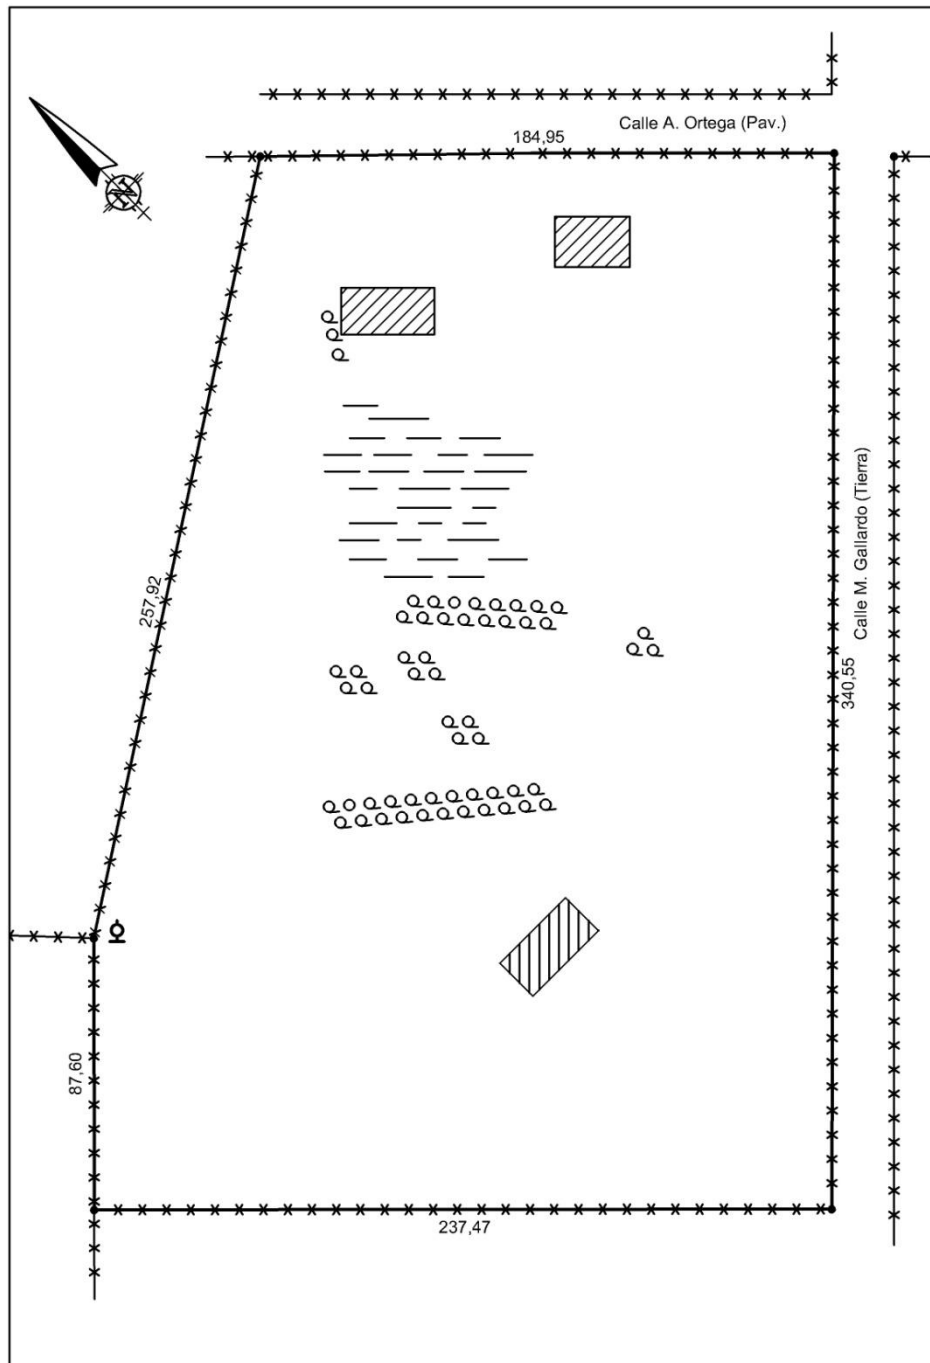 Calle A. Ortega (Pav.)
184,95
N
257,92
Calle M. Gallardo (Tierra)
340,55
87,60
237,47